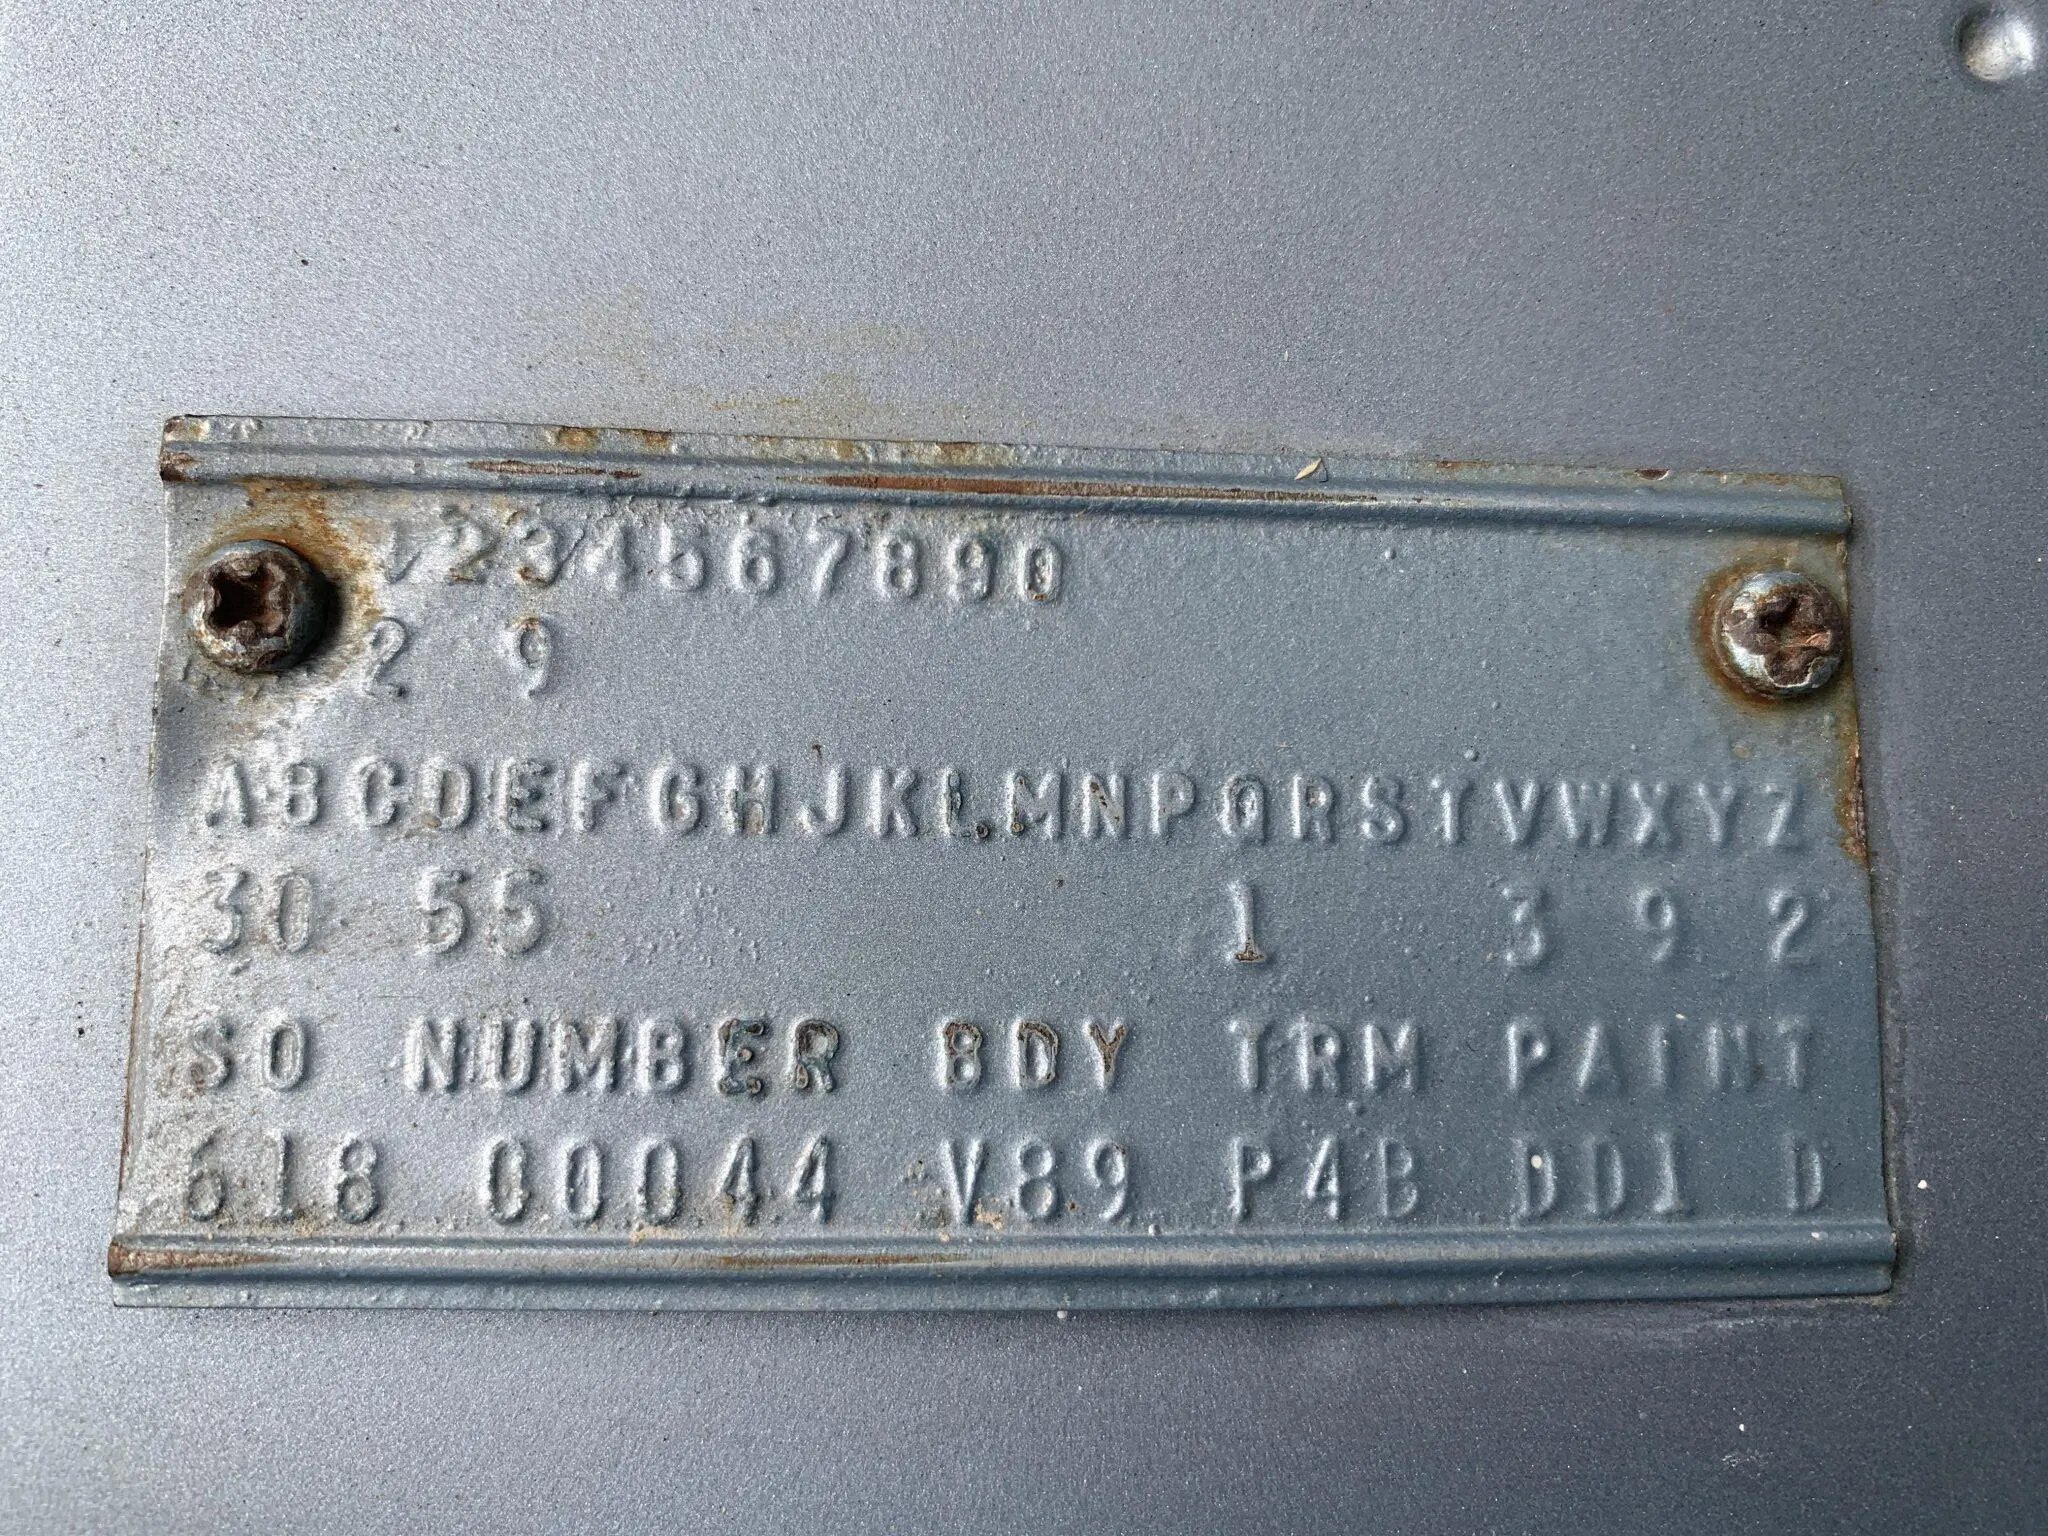 1234567890
2 9
ABCDEFGHJKLMNPQRSTVWXYZ
30 55 1 3 9 2
SO NUMBER BDY TRM PAINT
618 00044 V89 P4B DD1 D